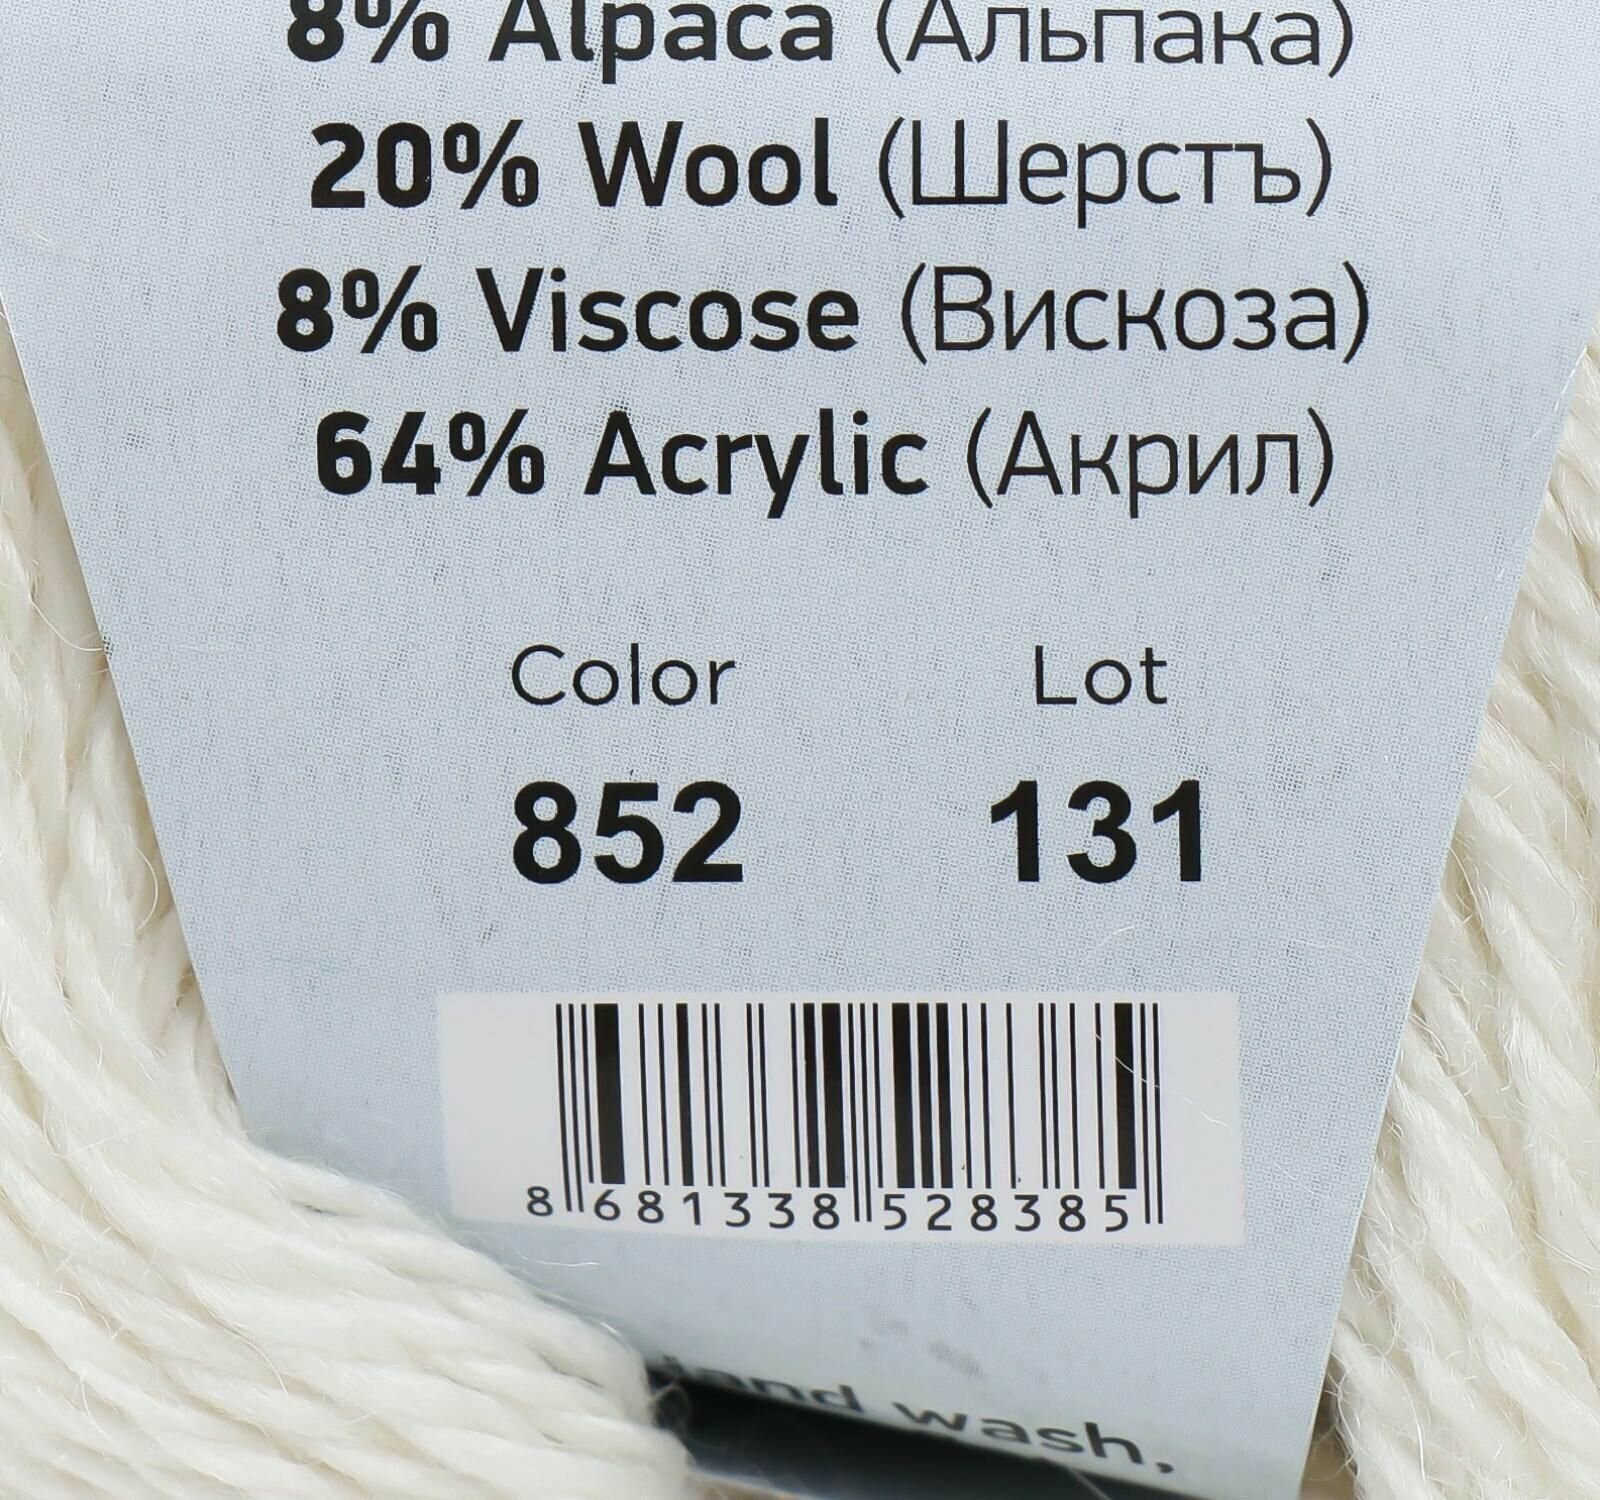 8% Alpaca (Альпака)
20% Wool (Шерстъ)
8% Viscose (Вискоза)
64% Acrylic (Акрил)
Color Lot
852 131
8 681338 528385
wash,